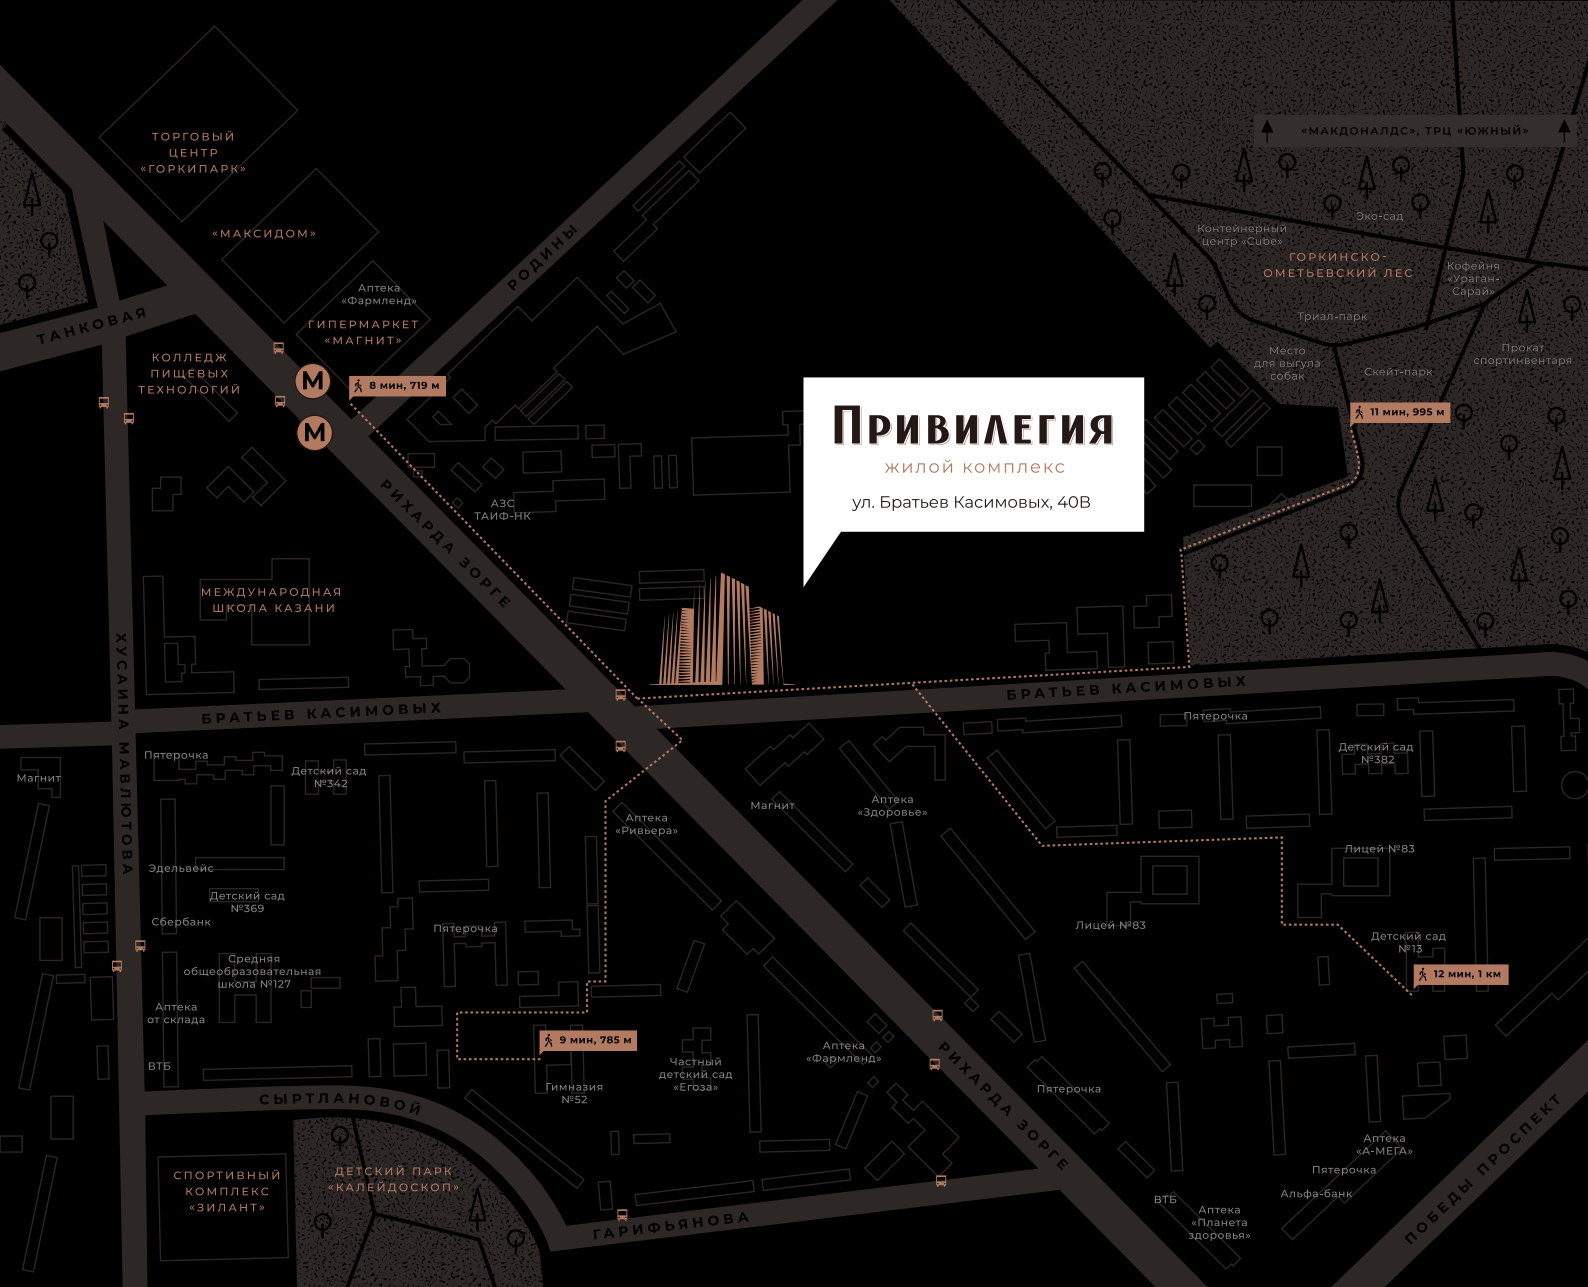 ТОРГОВЫЙ
ЦЕНТР
«ГОРКИПАРК»
«МАКСИДОМ»
Аптека
«Фармленд»
ГИПЕРМАРКЕТ
«МАГНИТ»
РОДИНЫ
ТАНКОВАЯ
КОЛЛЕДЖ
ПИЩЕВЫХ
ТЕХНОЛОГИЙ
М
М
8 мин, 719 м
«МАКДОНАЛДС», ТРЦ «ЮЖНЫЙ»
Эко-сад
Контейнерный
центр «Cube»
ГОРКИНСКО-
ОМЕТЬЕВСКИЙ ЛЕС
Кофейня
«Ураган-
Сарай»
Триал-парк
Место
для выгула
собак
Скейт-парк
Прокат
спортинвентаря
11 мин, 995 м
ПРИВИЛЕГИЯ
жилой комплекс
ул. Братьев Касимовых, 40В
АЗС
ТАИФ-НК
РИХАРДА ЗОРГЕ
МЕЖДУНАРОДНАЯ
ШКОЛА КАЗАНИ
ХУСАИНА МАВЛЮТОВА
БРАТЬЕВ КАСИМОВЫХ
БРАТЬЕВ КАСИМОВЫХ
Пятерочка
Детский сад
№382
Магнит
Пятерочка
Детский сад
№342
Аптека
«Ривьера»
Магнит
Аптека
«Здоровье»
Лицей №83
Эдельвейс
Детский сад
№369
Сбербанк
Пятерочка
Лицей №83
Детский сад
№13
12 мин, 1 км
Средняя
общеобразовательная
школа №127
Аптека
от склада
ВТБ
9 мин, 785 м
Гимназия
№52
Частный
детский сад
«Егоза»
Аптека
«Фармленд»
РИХАРДА ЗОРГЕ
Пятерочка
СЫРТЛАНОВОЙ
СПОРТИВНЫЙ
КОМПЛЕКС
«ЗИЛАНТ»
ДЕТСКИЙ ПАРК
«КАЛЕЙДОСКОП»
ГАРИФЬЯНОВА
Аптека
«А-МЕГА»
Пятерочка
Альфа-банк
ВТБ
Аптека
«Планета
здоровья»
ПОБЕДЫ ПРОСПЕКТ